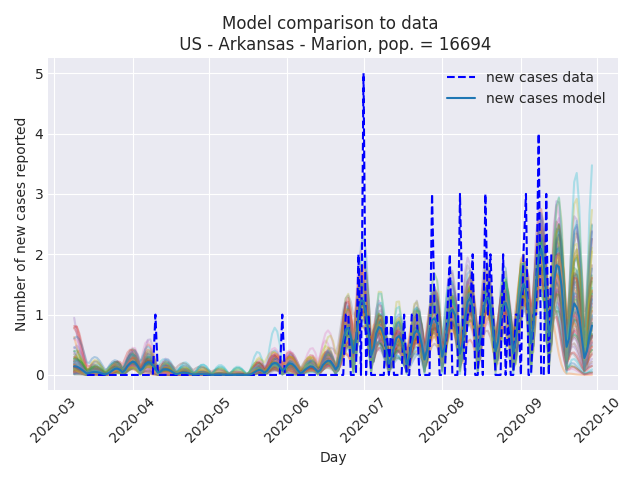 Model comparison to data
US - Arkansas - Marion, pop. = 16694
new cases data
new cases model
Number of new cases reported
5
4
3
2
1
0
2020-03
2020-04
2020-05
2020-06
2020-07
2020-08
2020-09
2020-10
Day